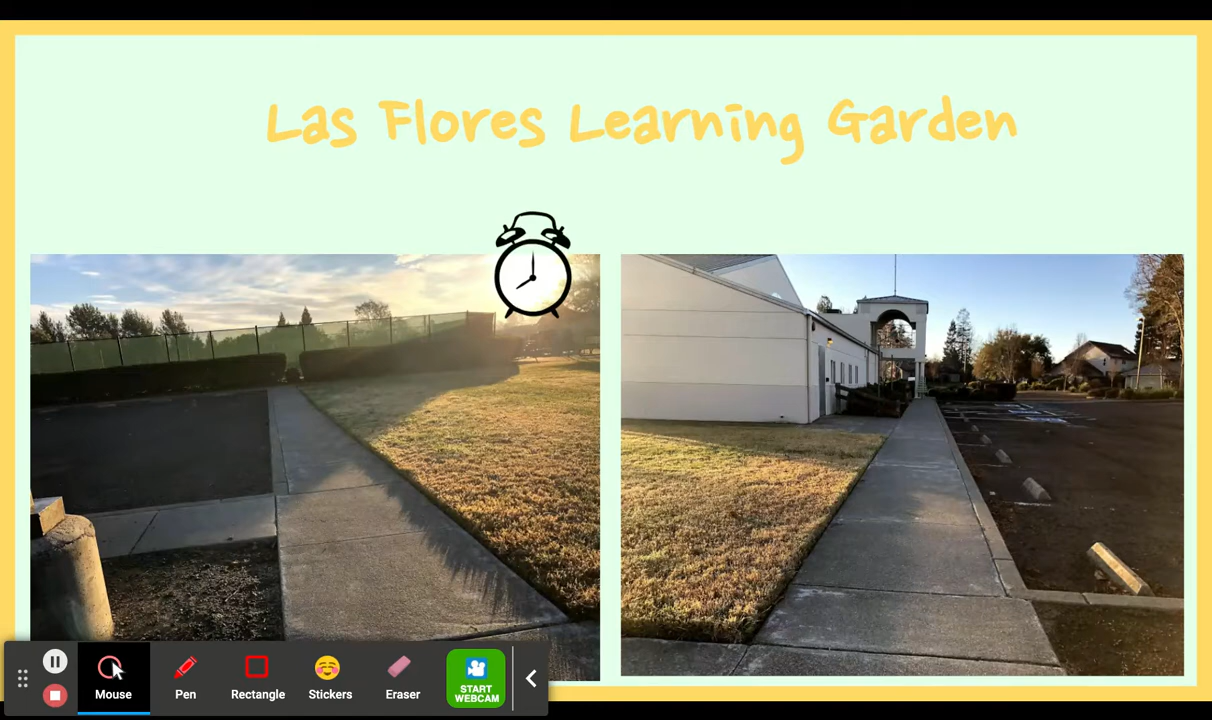 Las Flores Learning Garden
Mouse
Pen
Rectangle
Stickers
Eraser
START
WEBCAM